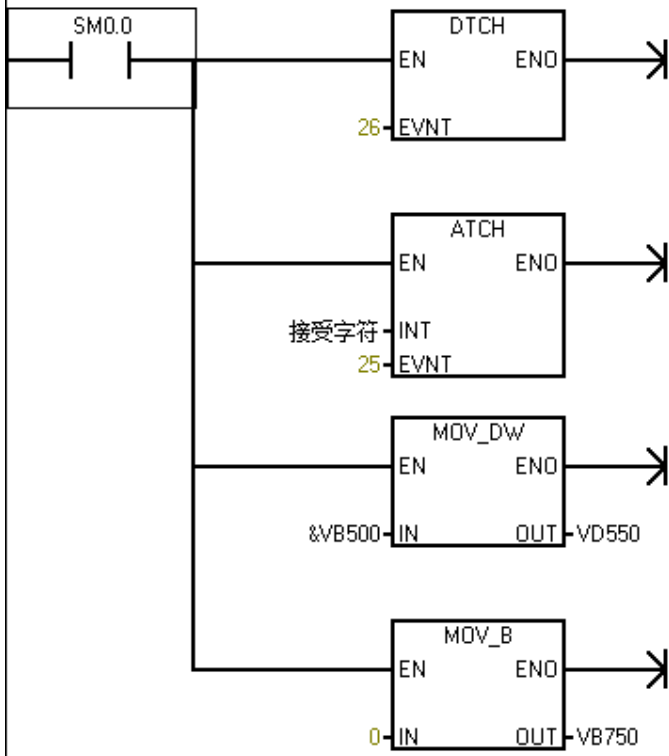 SM0.0
DTCH
EN ENO
26 EVNT
ATCH
EN ENO
接受字符 INT
25 EVNT
MOV_DW
EN ENO
&VB500 IN OUT VD550
MOV_B
EN ENO
0 IN OUT VB750